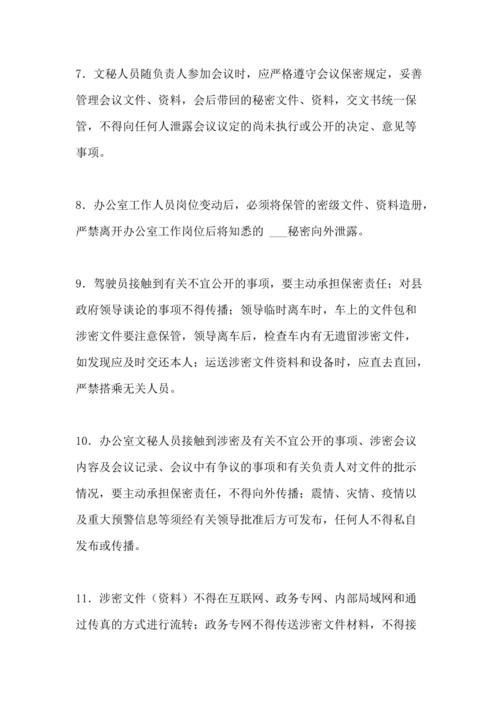 7．文秘人员随负责人参加会议时，应严格遵守会议保密规定，妥善
管理会议文件、资料，会后带回的秘密文件、资料，交文书统一保
管，不得向任何人泄露会议议定的尚未执行或公开的决定、意见等
事项。
8．办公室工作人员岗位变动后，必须将保管的密级文件、资料造册，
严禁离开办公室工作岗位后将知悉的 ___秘密向外泄露。
9．驾驶员接触到有关不宜公开的事项，要主动承担保密责任；对县
政府领导谈论的事项不得传播；领导临时离车时，车上的文件包和
涉密文件要注意保管，领导离车后，检查车内有无遗留涉密文件，
如发现应及时交还本人；运送涉密文件资料和设备时，应直去直回，
严禁搭乘无关人员。
10．办公室文秘人员接触到涉密及有关不宜公开的事项、涉密会议
内容及会议记录、会议中有争议的事项和有关负责人对文件的批示
情况，要主动承担保密责任，不得向外传播；震情、灾情、疫情以
及重大预警信息等须经有关领导批准后方可发布，任何人不得私自
发布或传播。
11．涉密文件（资料）不得在互联网、政务专网、内部局域网和通
过传真的方式进行流转；政务专网不得传送涉密文件材料，不得接